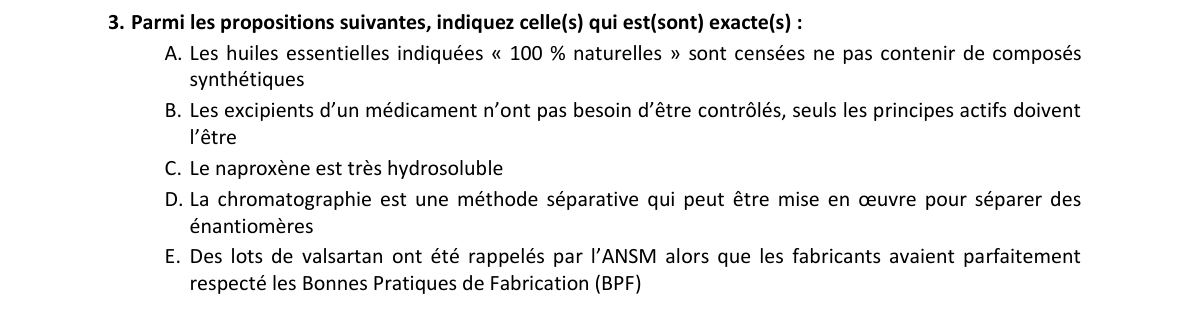 3. Parmi les propositions suivantes, indiquez celle(s) qui est(sont) exacte(s) :
A. Les huiles essentielles indiquées « 100 % naturelles » sont censées ne pas contenir de composés
synthétiques
B. Les excipients d’un médicament n’ont pas besoin d’être contrôlés, seuls les principes actifs doivent
l’être
C. Le naproxène est très hydrosoluble
D. La chromatographie est une méthode séparative qui peut être mise en œuvre pour séparer des
énantiomères
E. Des lots de valsartan ont été rappelés par l’ANSM alors que les fabricants avaient parfaitement
respecté les Bonnes Pratiques de Fabrication (BPF)